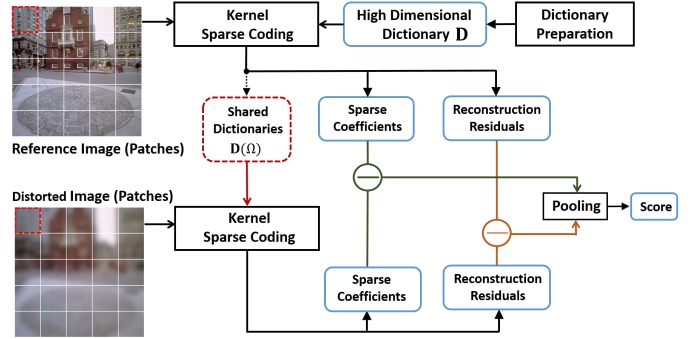 Kernel
Sparse Coding
High Dimensional
Dictionary D
Dictionary
Preparation
Shared
Dictionaries
D(Ω)
Sparse
Coefficients
Reconstruction
Residuals
Reference Image (Patches)
Distorted Image (Patches)
Kernel
Sparse Coding
Pooling
Score
Sparse
Coefficients
Reconstruction
Residuals